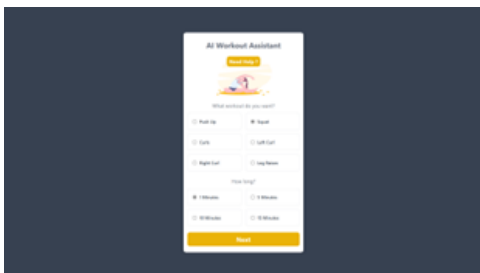 AI Workout Assistant
Need Help ?
What workout do you want?
Push Up
Squat
Curls
Left Curl
Right Curl
Leg Raises
How long?
1 Minutes
5 Minutes
10 Minutes
15 Minutes
Next